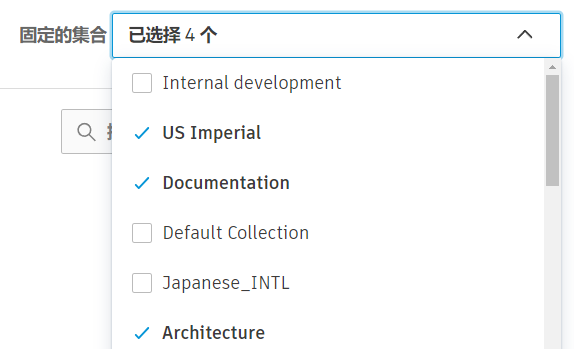 固定的集合 已选择 4 个
Internal development
US Imperial
Documentation
Default Collection
Japanese_INTL
Architecture